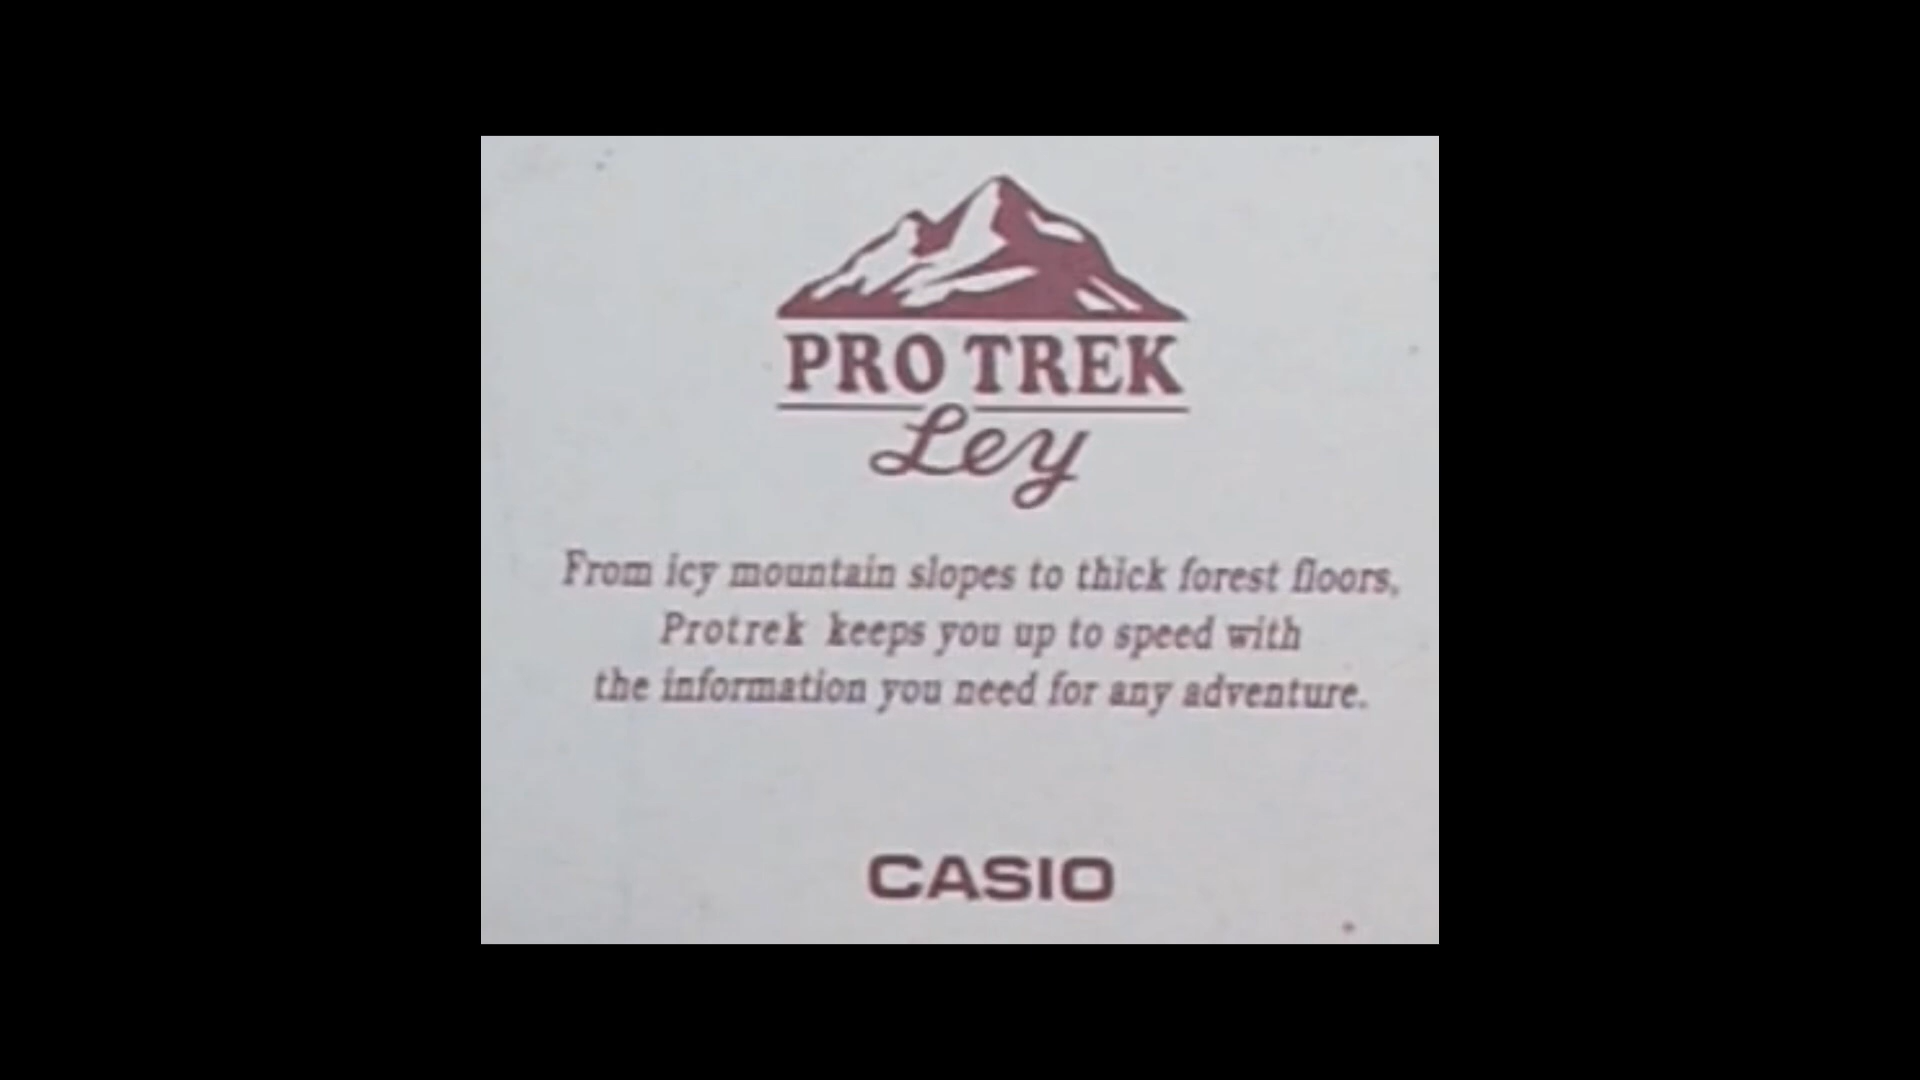 PRO TREK
Ley
From icy mountain slopes to thick forest floors,
Protrek keeps you up to speed with
the information you need for any adventure.
CASIO